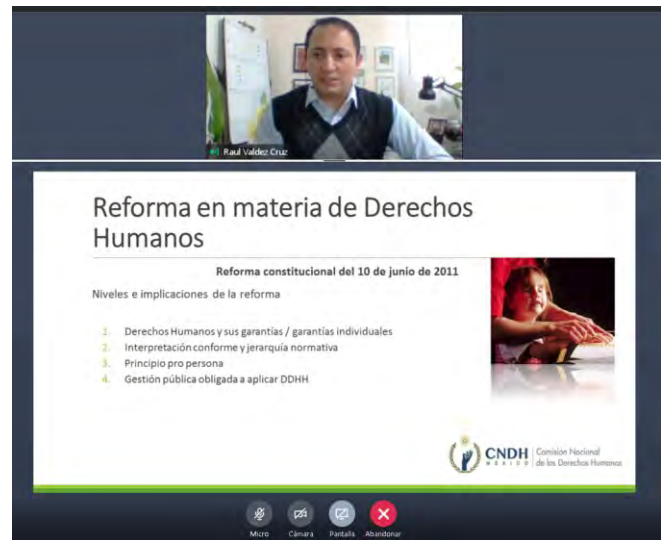 Raul Valdez Cruz
Reforma en materia de Derechos
Humanos
Reforma constitucional del 10 de junio de 2011
Niveles e implicaciones de la reforma
1. Derechos Humanos y sus garantías / garantías individuales
2. Interpretación conforme y jerarquía normativa
3. Principio pro persona
4. Gestión pública obligada a aplicar DDHH
CNDH
MÉXICO
Comisión Nacional
de los Derechos Humanos
Micro
Cámara
Pantalla
Abandonar